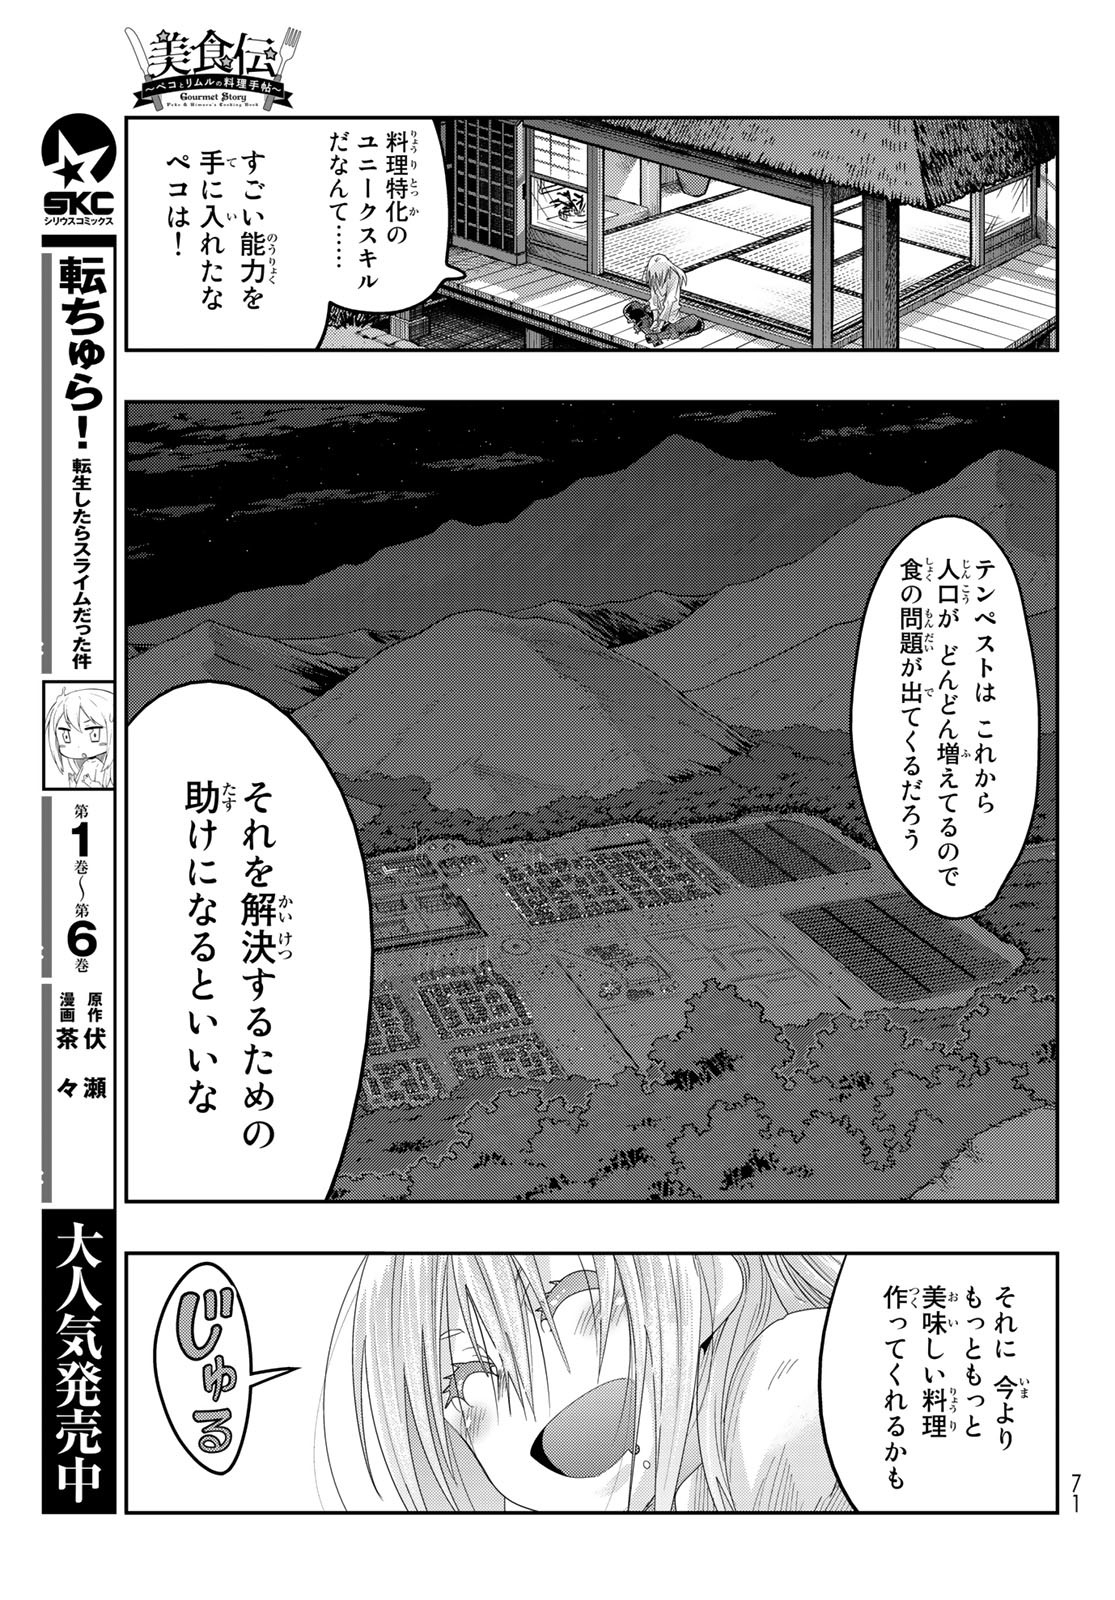 美食伝
～ペコとリムルの料理手帖～
Gourmet Story
Peko & Rimuru's Cooking Book
料理特化の
ユニークスキル
だなんて……
すごい能力を
手に入れたな
ペコは！
テンペストは これから
人口が どんどん増えてるので
食の問題が出てくるだろう
それを解決するための
助けになるといいな
それに 今より
もっともっと
美味しい料理
作ってくれるかも
じゅる
SKC
シリウスコミックス
転ちゅら！
転生したらスライムだった件
第1巻～第6巻
原作 伏瀬
漫画 茶々
大人気発売中
71